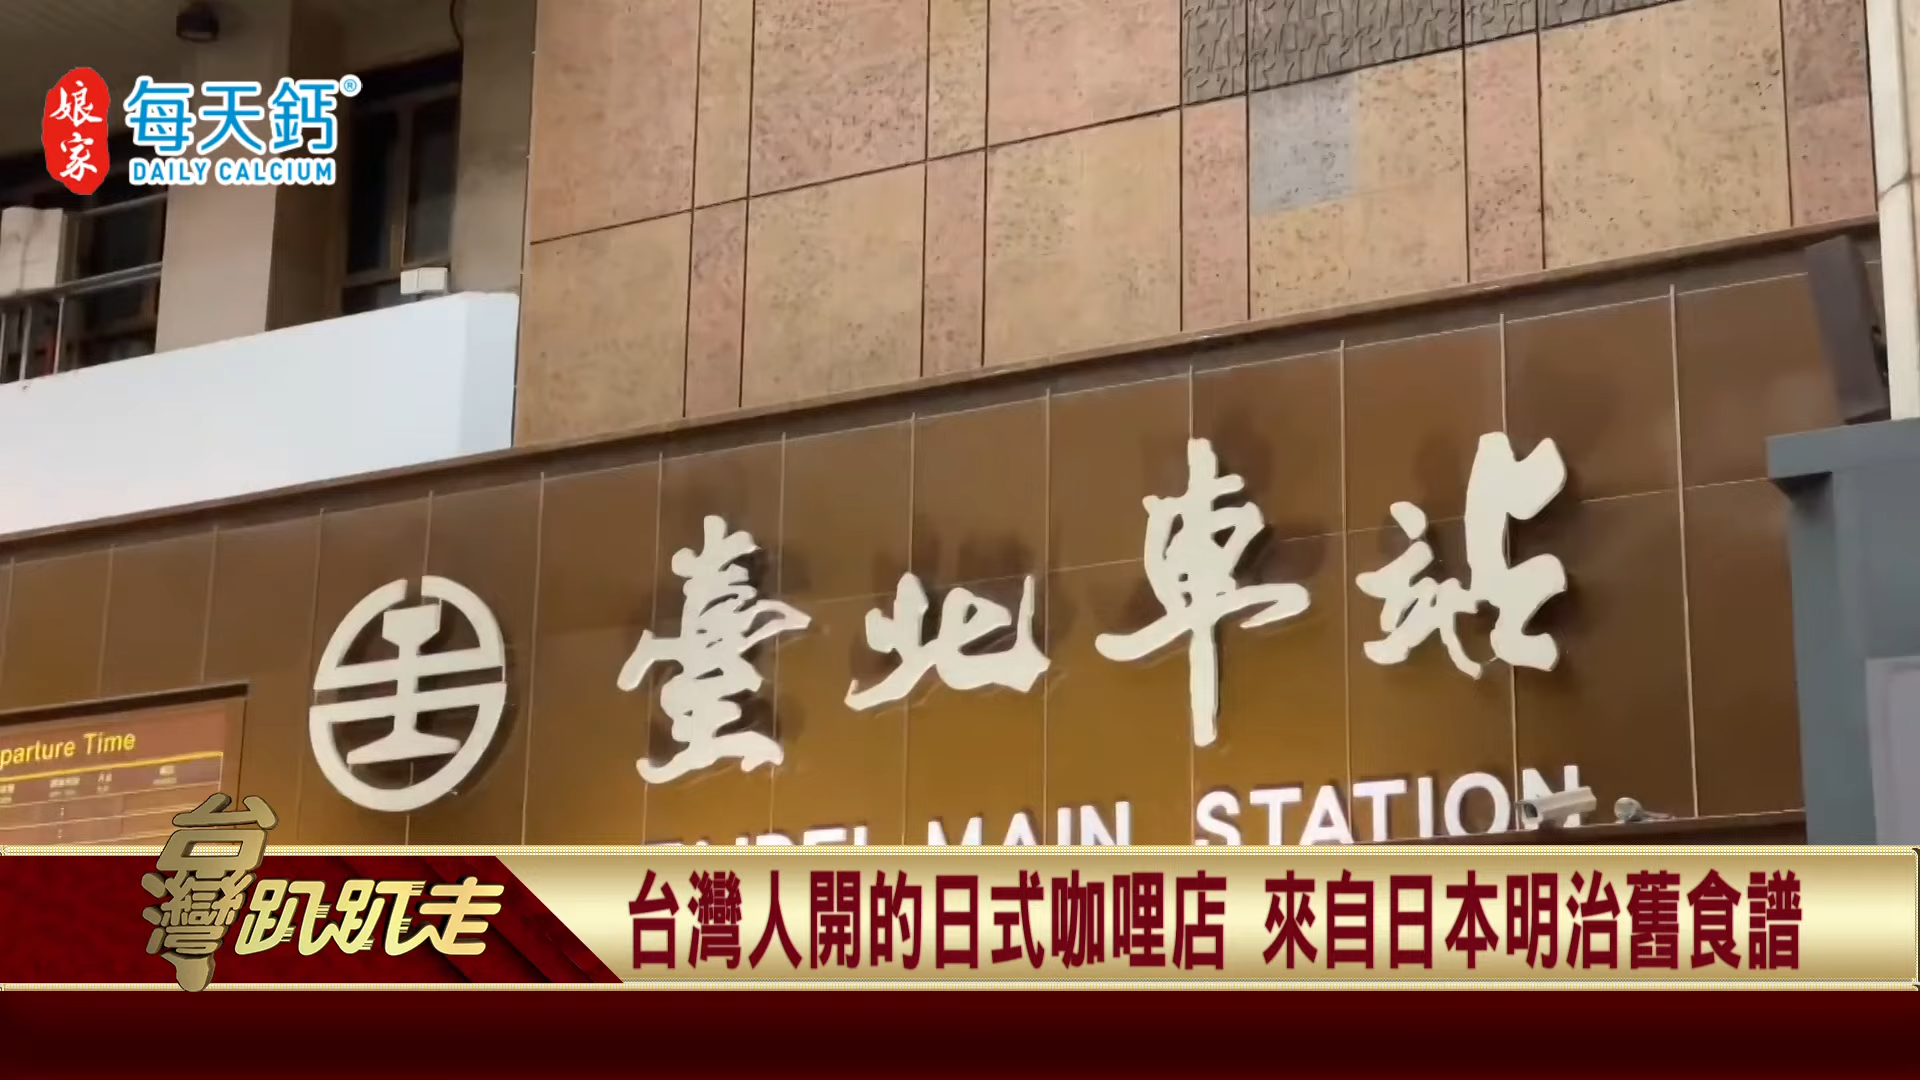 娘家
每天鈣®
DAILY CALCIUM
臺北車站
MAIN STATION
parture Time
台灣趴趴走
台灣人開的日式咖哩店 來自日本明治舊食譜